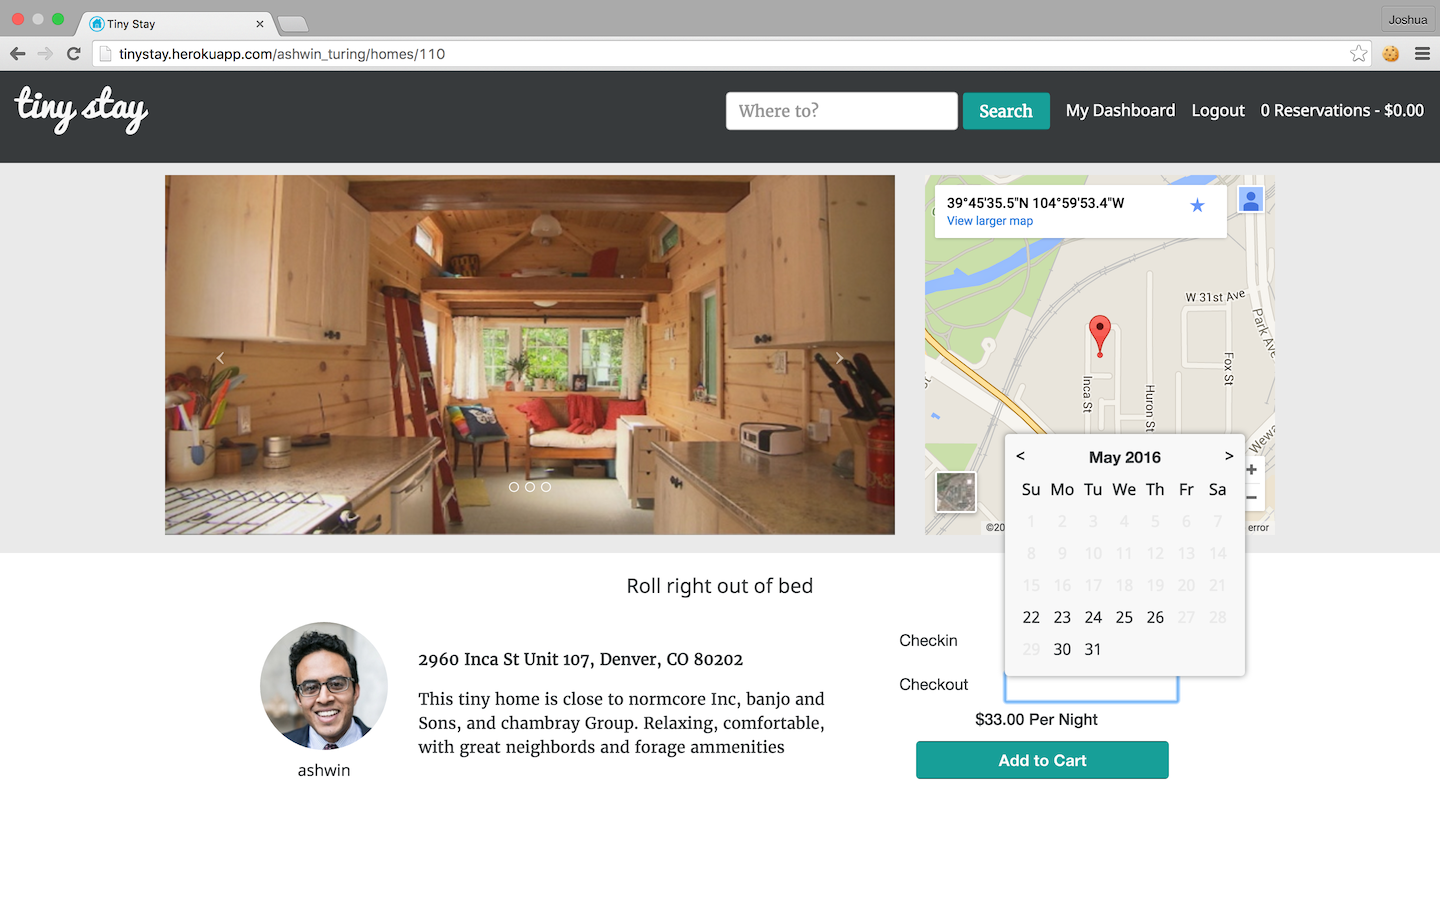 Tiny Stay
Joshua
tinystay.herokuapp.com/ashwin_turing/homes/110
tiny stay
Where to?
Search
My Dashboard
Logout
0 Reservations - $0.00
39°45'35.5"N 104°59'53.4"W
View larger map
W 31st Ave
Park Ave
Fox St
Inca St
Huron St
Wewa
©20
error
< May 2016 >
Su Mo Tu We Th Fr Sa
1 2 3 4 5 6 7
8 9 10 11 12 13 14
15 16 17 18 19 20 21
22 23 24 25 26 27 28
29 30 31
Roll right out of bed
ashwin
2960 Inca St Unit 107, Denver, CO 80202
This tiny home is close to normcore Inc, banjo and
Sons, and chambray Group. Relaxing, comfortable,
with great neighbors and forage ammenities
Checkin
Checkout
$33.00 Per Night
Add to Cart